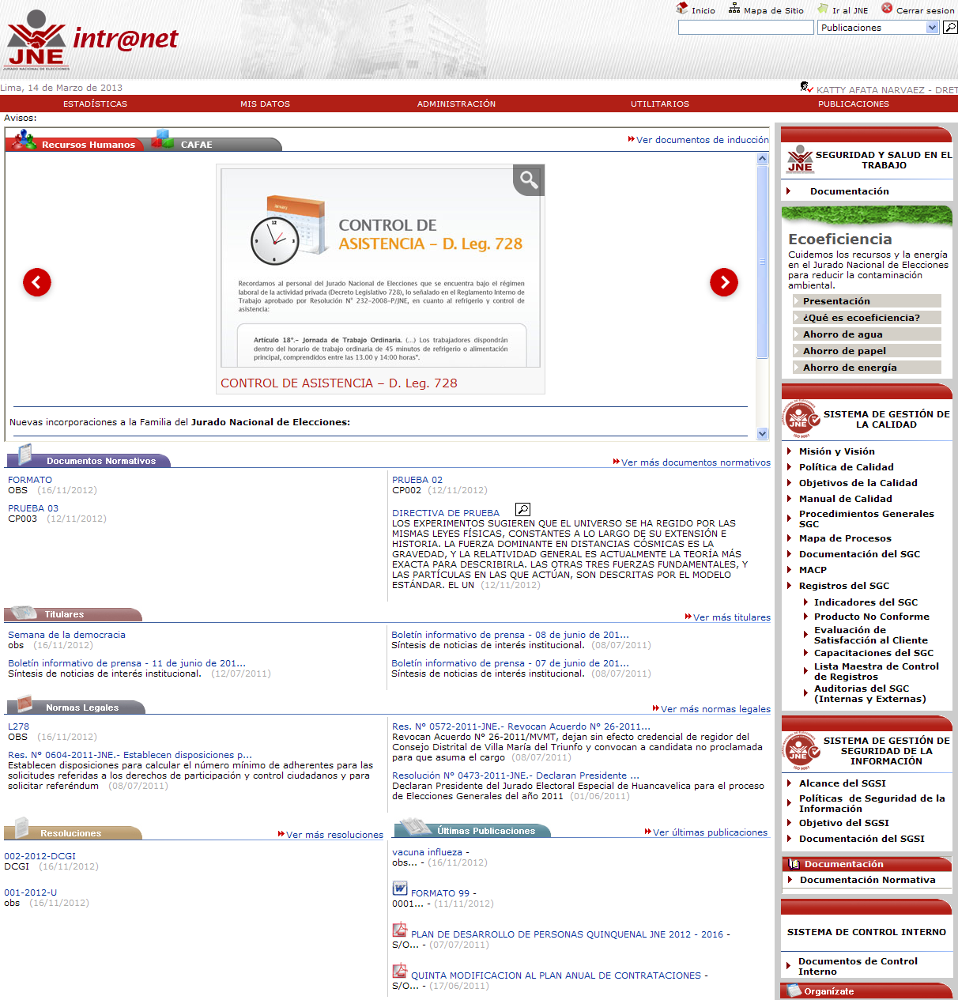 Inicio Mapa de Sitio Ir al JNE Cerrar sesion
intr@net
JNE
JURADO NACIONAL DE ELECCIONES
Publicaciones
Lima, 14 de Marzo de 2013
KATTY AFATA NARVAEZ - DRET
ESTADÍSTICAS MIS DATOS ADMINISTRACIÓN UTILITARIOS PUBLICACIONES
Avisos:
Recursos Humanos CAFAE
Ver documentos de inducción
January
CONTROL DE
ASISTENCIA – D. Leg. 728
Recordamos al personal del Jurado Nacional de Elecciones que se encuentra bajo el régimen
laboral de la actividad privada (Decreto Legislativo 728), lo señalado en el Reglamento Interno de
Trabajo aprobado por Resolución N° 232-2008-P/JNE, en cuanto al refrigerio y control de
asistencia:
Artículo 18°.- Jornada de Trabajo Ordinaria. (...) Los trabajadores dispondrán
dentro del horario de trabajo ordinaria de 45 minutos de refrigerio o alimentación
principal, comprendidos entre las 13.00 y 14:00 horas".
CONTROL DE ASISTENCIA – D. Leg. 728
Nuevas incorporaciones a la Familia del Jurado Nacional de Elecciones:
Documentos Normativos
Ver más documentos normativos
FORMATO
OBS (16/11/2012)
PRUEBA 03
CP003 (12/11/2012)
PRUEBA 02
CP002 (12/11/2012)
DIRECTIVA DE PRUEBA
LOS EXPERIMENTOS SUGIEREN QUE EL UNIVERSO SE HA REGIDO POR LAS
MISMAS LEYES FÍSICAS, CONSTANTES A LO LARGO DE SU EXTENSIÓN E
HISTORIA. LA FUERZA DOMINANTE EN DISTANCIAS CÓSMICAS ES LA
GRAVEDAD, Y LA RELATIVIDAD GENERAL ES ACTUALMENTE LA TEORÍA MÁS
EXACTA PARA DESCRIBIRLA. LAS OTRAS TRES FUERZAS FUNDAMENTALES, Y
LAS PARTÍCULAS EN LAS QUE ACTÚAN, SON DESCRITAS POR EL MODELO
ESTÁNDAR. EL UN (12/11/2012)
Titulares
Ver más titulares
Semana de la democracia
obs (16/11/2012)
Boletín informativo de prensa - 11 de junio de 201...
Síntesis de noticias de interés institucional. (12/07/2011)
Boletín informativo de prensa - 08 de junio de 201...
Síntesis de noticias de interés institucional. (08/07/2011)
Boletín informativo de prensa - 07 de junio de 201...
Síntesis de noticias de interés institucional. (08/07/2011)
Normas Legales
Ver más normas legales
L278
OBS (16/11/2012)
Res. N° 0604-2011-JNE.- Establecen disposiciones p...
Establecen disposiciones para calcular el número mínimo de adherentes para las
solicitudes referidas a los derechos de participación y control ciudadanos y para
solicitar referéndum (08/07/2011)
Res. N° 0572-2011-JNE.- Revocan Acuerdo N° 26-2011...
Revocan Acuerdo N° 26-2011/MVMT, dejan sin efecto credencial de regidor del
Consejo Distrital de Villa María del Triunfo y convocan a candidata no proclamada
para que asuma el cargo (08/07/2011)
Resolución N° 0473-2011-JNE.- Declaran Presidente ...
Declaran Presidente del Jurado Electoral Especial de Huancavelica para el proceso
de Elecciones Generales del año 2011 (01/06/2011)
Resoluciones
Ver más resoluciones
002-2012-DCGI
DCGI (16/11/2012)
001-2012-U
obs (16/11/2012)
Últimas Publicaciones
Ver últimas publicaciones
vacuna influeza -
obs... - (16/11/2012)
FORMATO 99 -
0001... - (11/11/2012)
PLAN DE DESARROLLO DE PERSONAS QUINQUENAL JNE 2012 - 2016 -
S/O... - (07/07/2011)
QUINTA MODIFICACION AL PLAN ANUAL DE CONTRATACIONES -
S/O... - (17/06/2011)
JNE
SEGURIDAD Y SALUD EN EL
TRABAJO
Documentación
Ecoeficiencia
Cuidemos los recursos y la energía
en el Jurado Nacional de Elecciones
para reducir la contaminación
ambiental.
Presentación
¿Qué es ecoeficiencia?
Ahorro de agua
Ahorro de papel
Ahorro de energía
JNE
ISO 9001
SISTEMA DE GESTIÓN DE
LA CALIDAD
Misión y Visión
Política de Calidad
Objetivos de la Calidad
Manual de Calidad
Procedimientos Generales
SGC
Mapa de Procesos
Documentación del SGC
MACP
Registros del SGC
Indicadores del SGC
Producto No Conforme
Evaluación de
Satisfacción al Cliente
Capacitaciones del SGC
Lista Maestra de Control
de Registros
Auditorias del SGC
(Internas y Externas)
JNE
ISO 9001
SISTEMA DE GESTIÓN DE
SEGURIDAD DE LA
INFORMACIÓN
Alcance del SGSI
Políticas de Seguridad de la
Información
Objetivo del SGSI
Documentación del SGSI
Documentación
Documentación Normativa
SISTEMA DE CONTROL INTERNO
Documentos de Control
Interno
Organízate